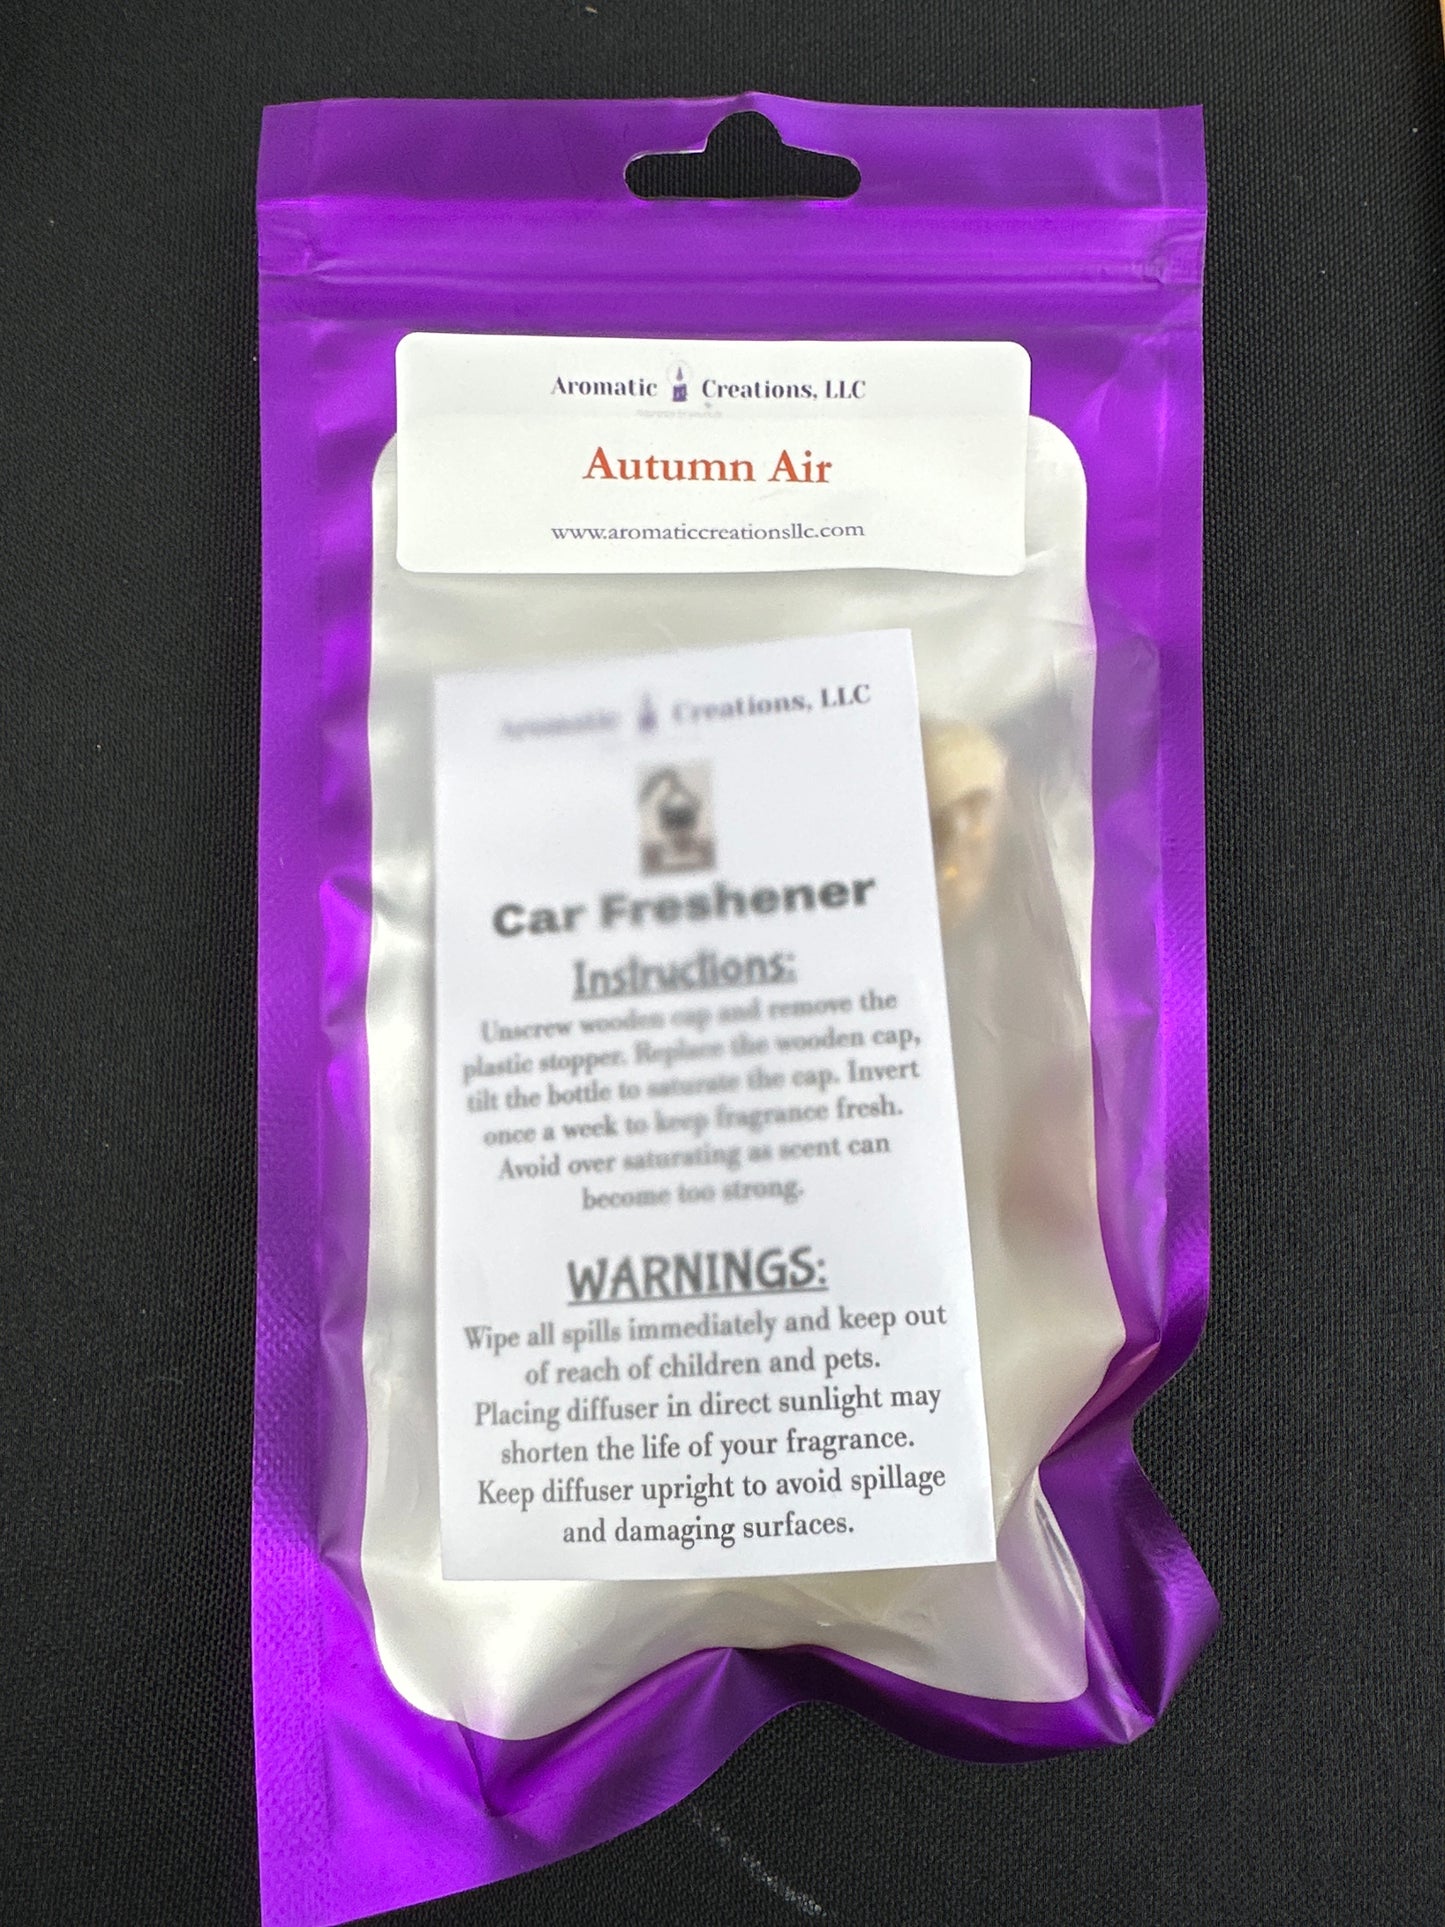 Aromatic Creations, LLC
Autumn Air
www.aromaticcreationsllc.com
Aromatic Creations, LLC
Car Freshener
Instructions:
Unscrew wooden cap and remove the
plastic stopper. Replace the wooden cap,
tilt the bottle to saturate the cap. Invert
once a week to keep fragrance fresh.
Avoid over saturating as scent can
become too strong.
WARNINGS:
Wipe all spills immediately and keep out
of reach of children and pets.
Placing diffuser in direct sunlight may
shorten the life of your fragrance.
Keep diffuser upright to avoid spillage
and damaging surfaces.